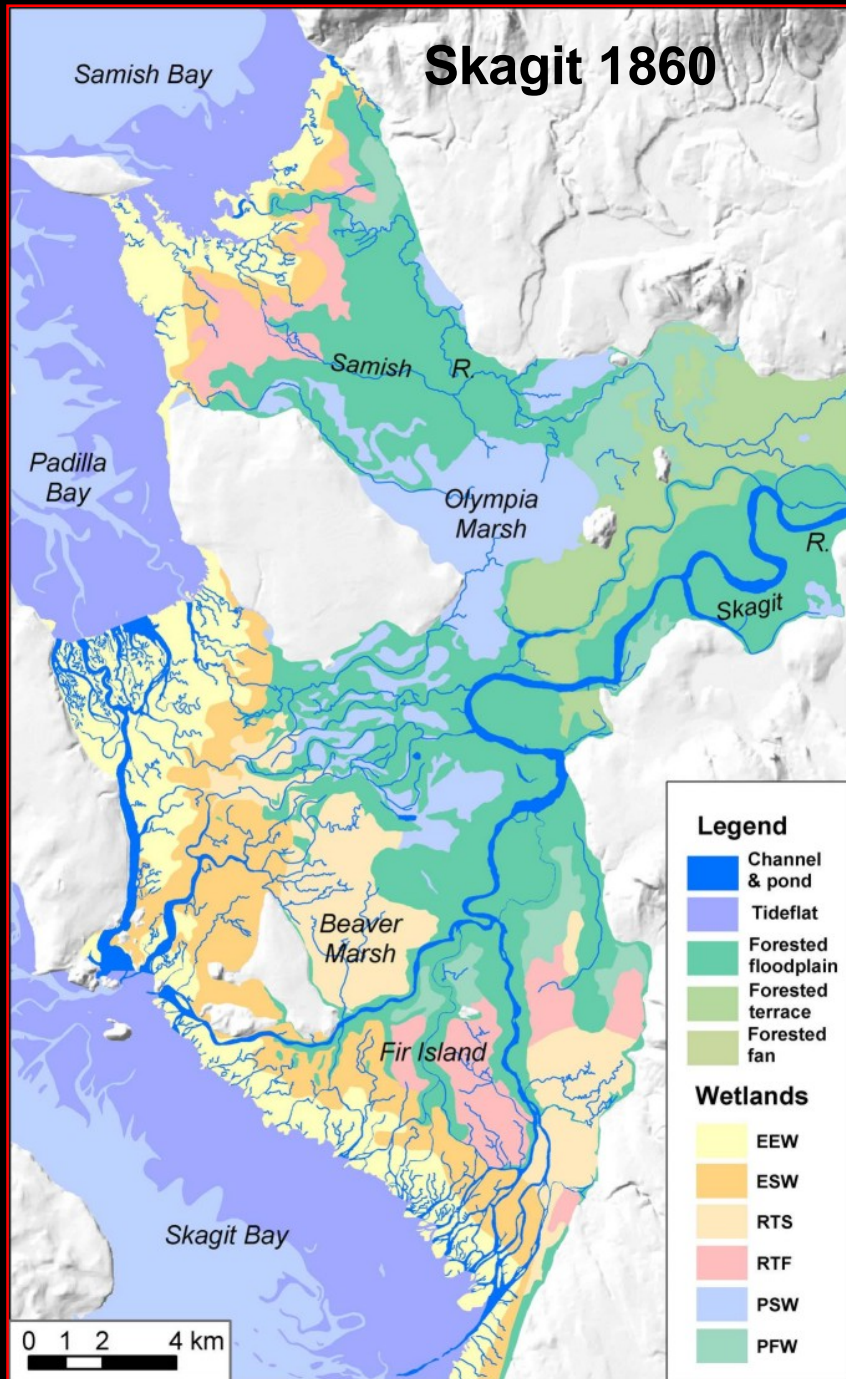 Skagit 1860
Samish Bay
Samish R.
Padilla
Bay
Olympia
Marsh
R.
Skagit
Beaver
Marsh
Fir Island
Skagit Bay
0 1 2 4 km
Legend
Channel
& pond
Tideflat
Forested
floodplain
Forested
terrace
Forested
fan
Wetlands
EEW
ESW
RTS
RTF
PSW
PFW